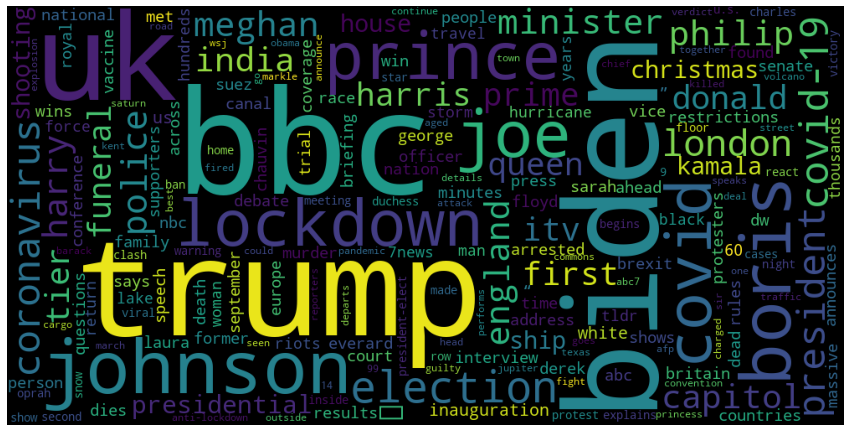 uk
bbc
trump
biden
prince
joe
johnson
lockdown
boris
covid
covid-19
coronavirus
election
president
london
queen
harris
prime
minister
philip
donald
christmas
kamala
meghan
india
harry
police
funeral
tier
england
itv
first
ship
capitol
presidential
inauguration
house
shooting
national
royal
vaccine
met
hundreds
wsj
obama
markle
announce
explosion
go
star
win
people
travel
years
continue
town
chief
verdict
u.s.
charles
together
found
victory
senate
volcano
killed
suez
canal
coverage
race
storm
hurricane
vice
restrictions
wins
saturn
us
across
force
kent
home
fired
trial
george
officer
nation
chauvin
briefing
aged
street
floor
thousands
conference
supporters
ban
best
debate
meeting
duchess
minutes
details
attack
press
sarah
ahead
react
9
speaks
deal
nbc
floyd
begins
black
dw
protesters
family
clash
barack
warning
could
murder
pandemic
7news
man
arrested
commons
brexit
60
cases
night
says
speech
september
europe
reporters
departs
president-elect
made
performs
time
address
abc7
tldr
rules
one
sir
dead
traffic
announces
massive
questions
return
cargo
viral
lake
death
woman
march
laura
former
seen
riots
everard
court
guilty
head
row
interview
jupiter
texas
white
goes
shows
afp
charged
britain
person
oprah
snow
show
second
dies
anti-lockdown
outside
14
inside
99
results
derek
abc
fight
protest
explains
convention
princess
countries